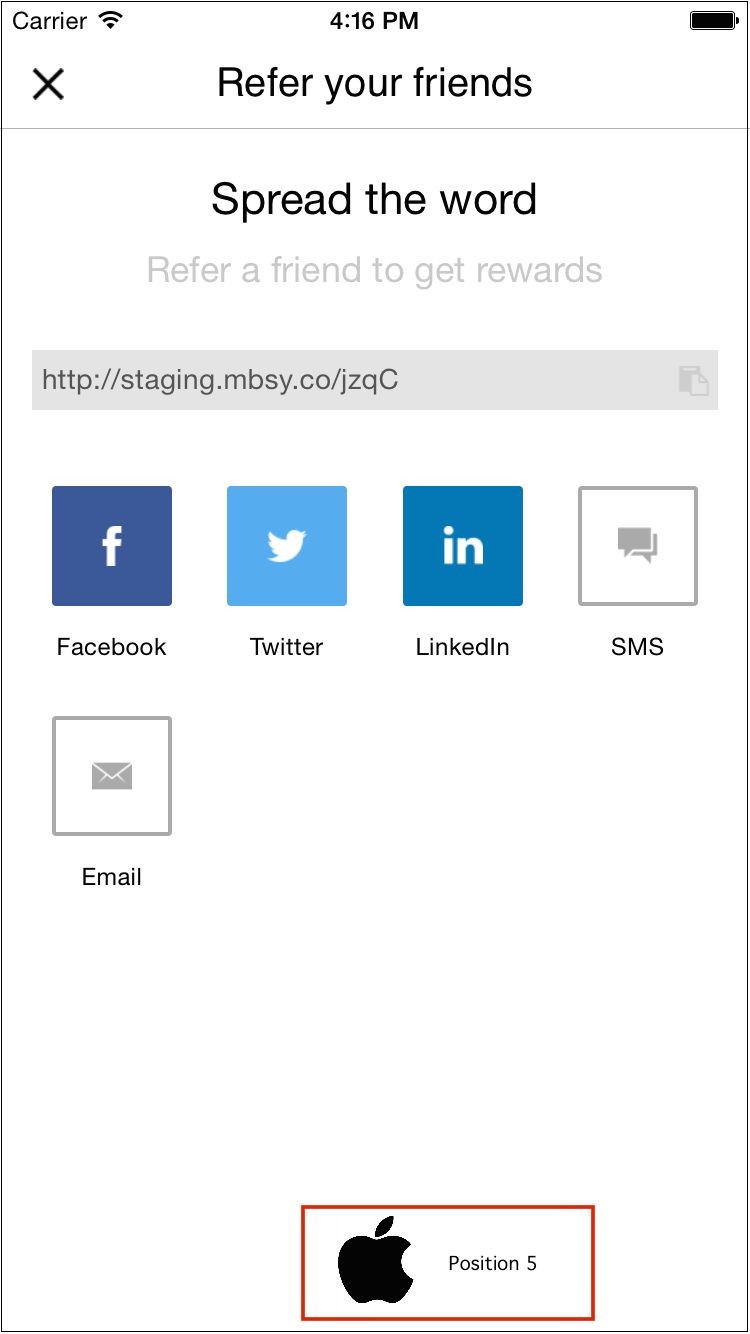 Carrier 4:16 PM
Refer your friends
Spread the word
Refer a friend to get rewards
http://staging.mbsy.co/jzqC
f in
Facebook Twitter LinkedIn SMS
Email
Position 5